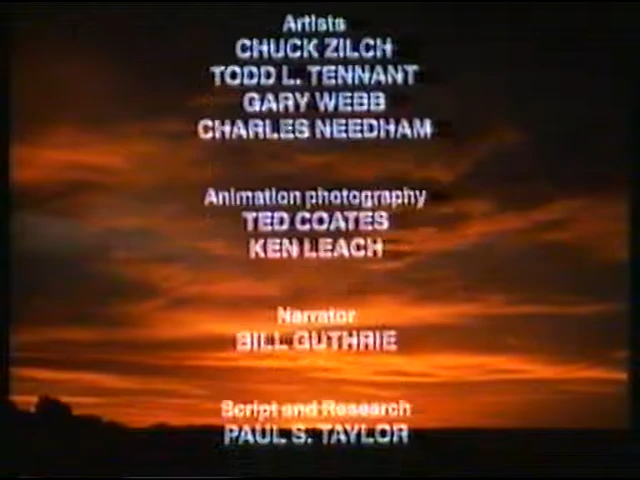 Artists
CHUCK ZILCH
TODD L. TENNANT
GARY WEBB
CHARLES NEEDHAM
Animation photography
TED COATES
KEN LEACH
Narrator
BILL GUTHRIE
Script and Research
PAUL S. TAYLOR